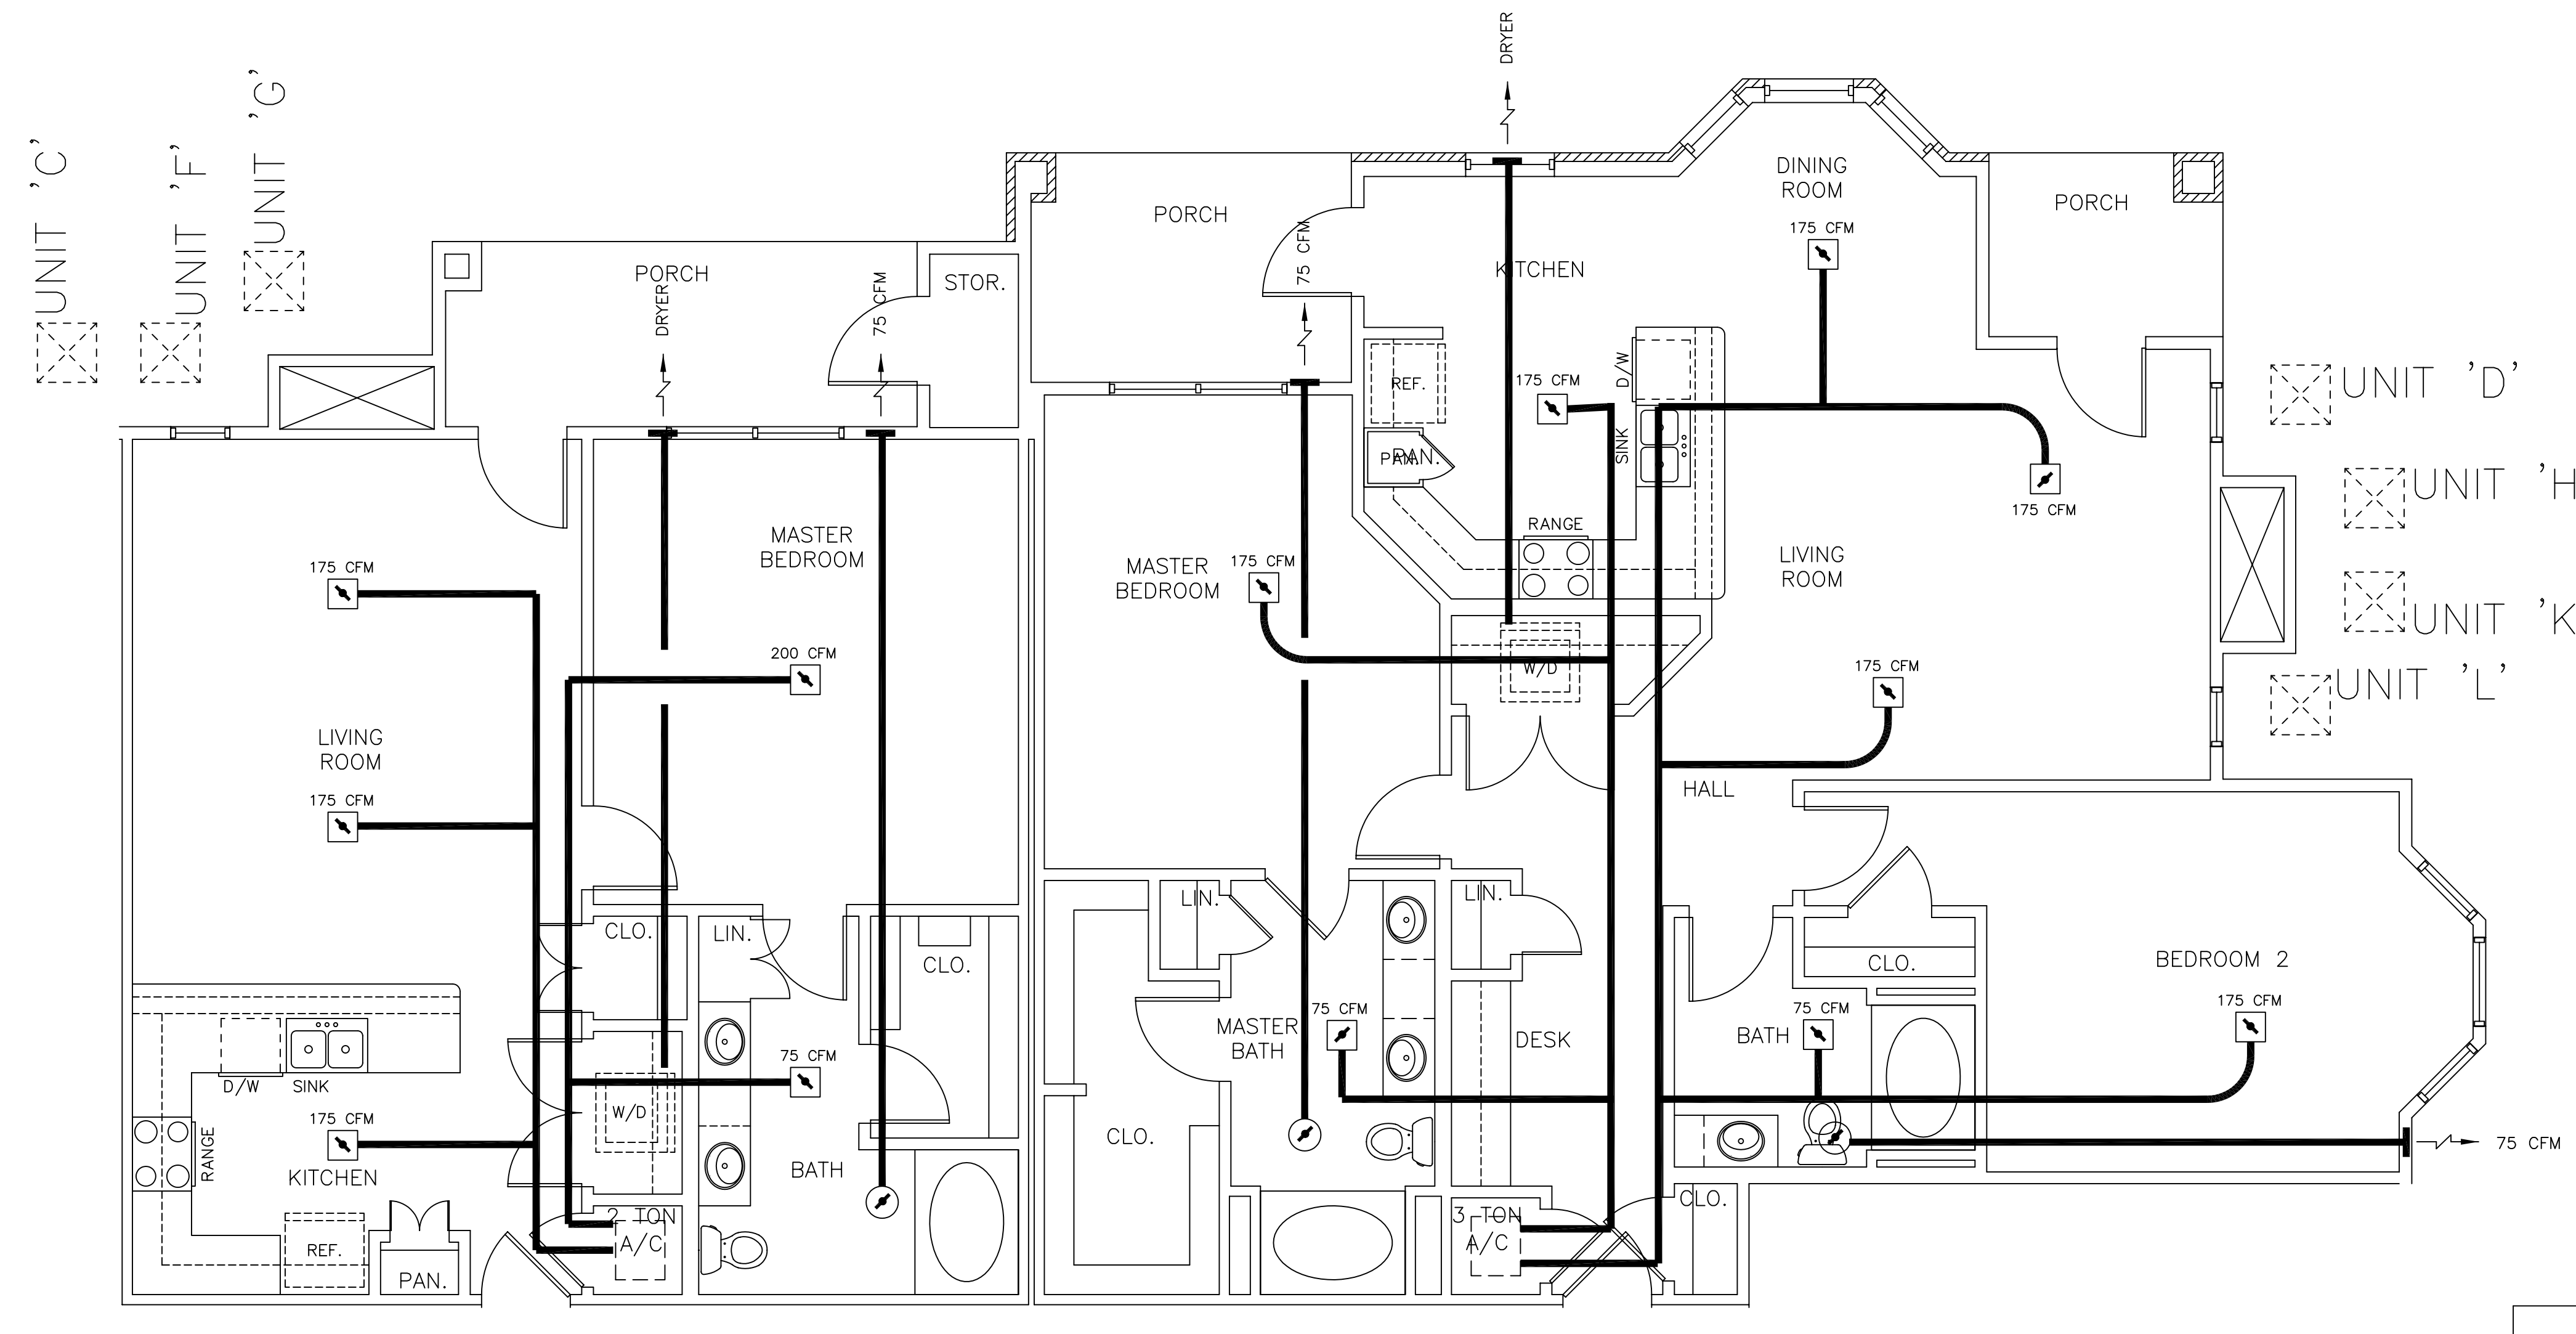 DRYER
UNIT 'C'
UNIT 'F'
UNIT 'G'
PORCH
DRYER
75 CFM
STOR.
PORCH
75 CFM
KITCHEN
DINING
ROOM
175 CFM
PORCH
175 CFM
D/W
REF.
PAN.
PAN.
SINK
RANGE
175 CFM
UNIT 'D'
UNIT 'H
UNIT 'K
UNIT 'L'
MASTER
BEDROOM
175 CFM
200 CFM
LIVING
ROOM
175 CFM
MASTER
BEDROOM
175 CFM
W/D
LIVING
ROOM
175 CFM
HALL
CLO.
LIN.
CLO.
LIN.
LIN.
CLO.
BEDROOM 2
175 CFM
D/W
SINK
175 CFM
RANGE
KITCHEN
REF.
PAN.
W/D
75 CFM
BATH
2 TON
A/C
MASTER
BATH
75 CFM
CLO.
DESK
BATH
75 CFM
75 CFM
3 TON
A/C
CLO.